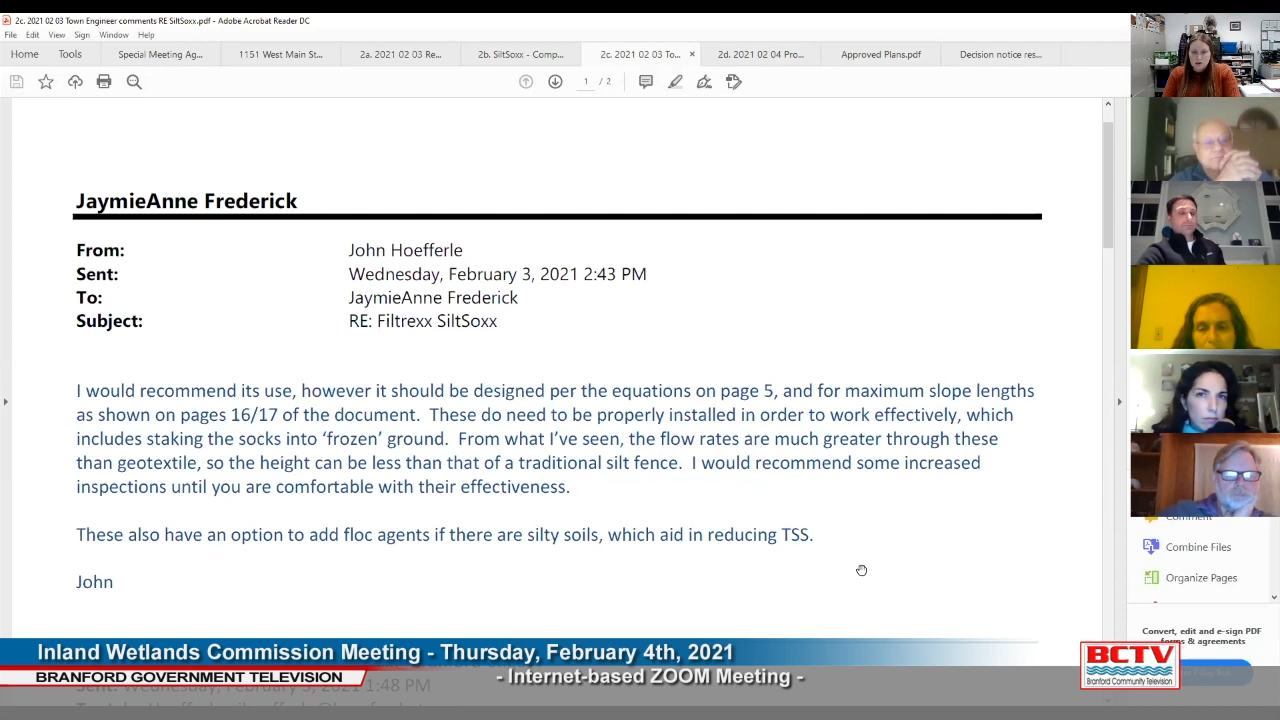 2c. 2021 02 03 Town Engineer comments RE SiltSoxx.pdf - Adobe Acrobat Reader DC
File Edit View Sign Window Help
Home Tools Special Meeting Ag... 1151 West Main St... 2a. 2021 02 03 Re... 2b. SiltSoxx - Comp... 2c. 2021 02 03 To... × 2d. 2021 02 04 Pro... Approved Plans.pdf Decision notice res...
1 / 2
JaymieAnne Frederick
From: John Hoefferle
Sent: Wednesday, February 3, 2021 2:43 PM
To: JaymieAnne Frederick
Subject: RE: Filtrexx SiltSoxx
I would recommend its use, however it should be designed per the equations on page 5, and for maximum slope lengths
as shown on pages 16/17 of the document. These do need to be properly installed in order to work effectively, which
includes staking the socks into ‘frozen’ ground. From what I’ve seen, the flow rates are much greater through these
than geotextile, so the height can be less than that of a traditional silt fence. I would recommend some increased
inspections until you are comfortable with their effectiveness.
These also have an option to add floc agents if there are silty soils, which aid in reducing TSS.
John
Comment
Combine Files
Organize Pages
Convert, edit and e-sign PDF
forms & agreements
Inland Wetlands Commission Meeting - Thursday, February 4th, 2021
BRANFORD GOVERNMENT TELEVISION
- Internet-based ZOOM Meeting -
BCTV
Branford Community Television
Sent: Wednesday, February 3, 2021 1:48 PM